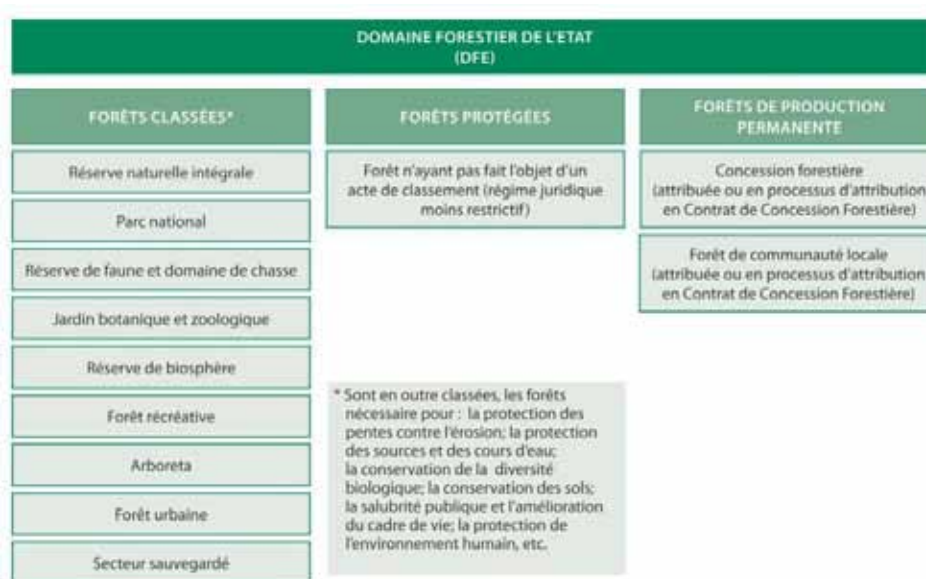 DOMAINE FORESTIER DE L'ETAT
(DFE)
FORÊTS CLASSÉES*
Réserve naturelle intégrale
Parc national
Réserve de faune et domaine de chasse
Jardin botanique et zoologique
Réserve de biosphère
Forêt récréative
Arboreta
Forêt urbaine
Secteur sauvegardé
FORÊTS PROTÉGÉES
Forêt n'ayant pas fait l'objet d'un
acte de classement (régime juridique
moins restrictif)
* Sont en outre classées, les forêts
nécessaire pour : la protection des
pentes contre l'érosion; la protection
des sources et des cours d'eau;
la conservation de la diversité
biologique; la conservation des sols;
la salubrité publique et l'amélioration
du cadre de vie; la protection de
l'environnement humain, etc.
FORÊTS DE PRODUCTION
PERMANENTE
Concession forestière
(attribuée ou en processus d'attribution
en Contrat de Concession Forestière)
Forêt de communauté locale
(attribuée ou en processus d'attribution
en Contrat de Concession Forestière)